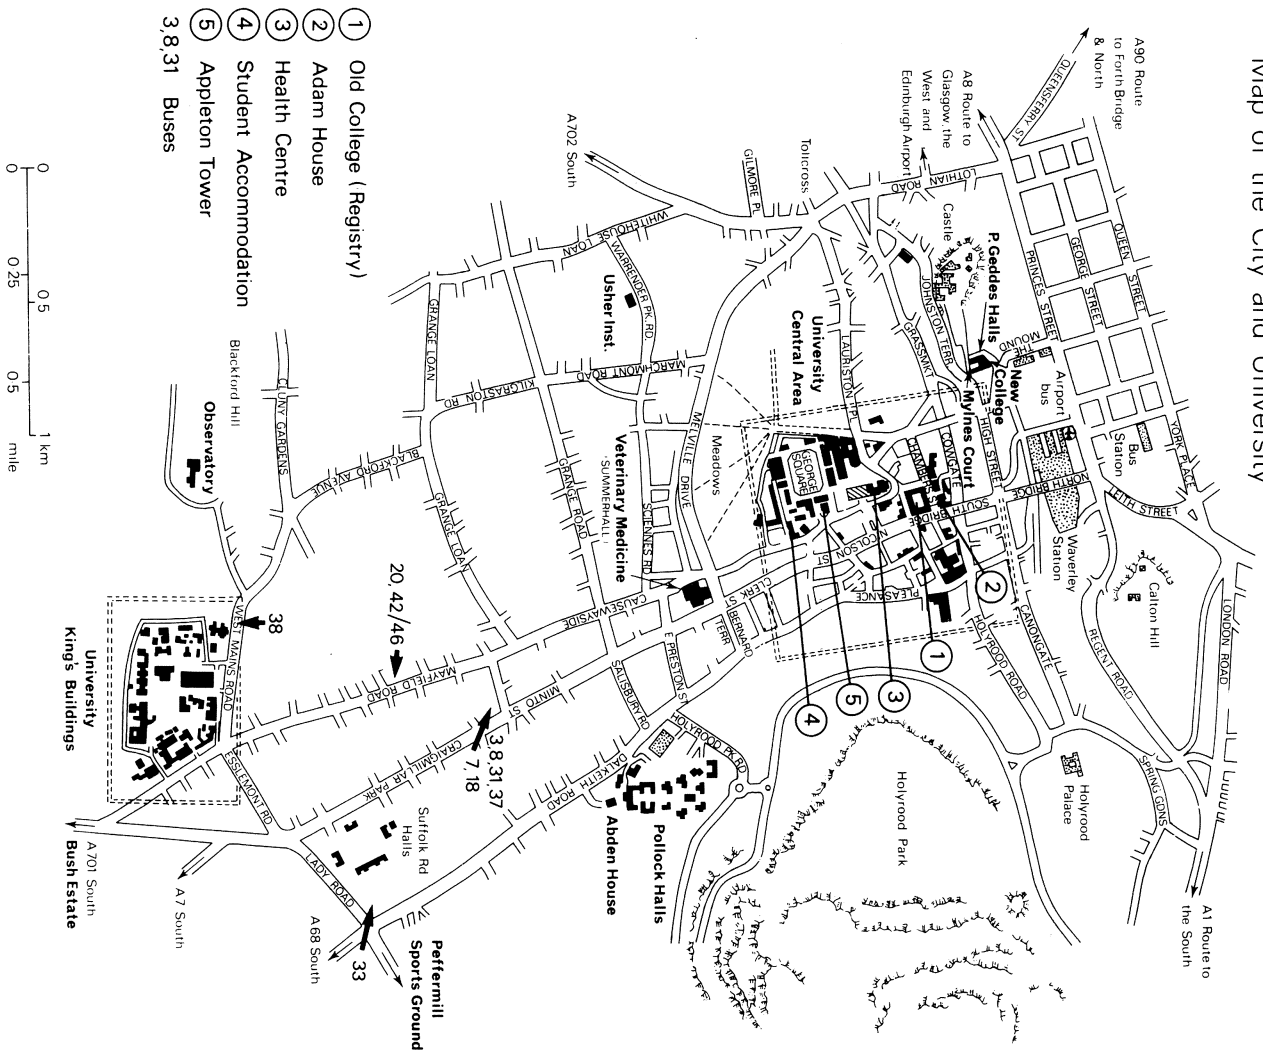 Map of the City and University
A90 Route
to Forth Bridge
& North
QUEENSFERRY ST
A8 Route to
Glasgow, the
West and
Edinburgh Airport
LOTHIAN ROAD
Castle
P. Geddes Halls
PRINCES STREET
GEORGE STREET
QUEEN STREET
THE MOUND
JOHNSTON TERR
GRASSMKT
New
College
Mylnes Court
Airport
bus
Bus
Station
YORK PLACE
LEITH STREET
HIGH STREET
COWGATE
CHAMBERS
NORTH BRIDGE
SOUTH BRIDGE
Waverley
Station
Calton Hill
LONDON ROAD
REGENT ROAD
CANONGATE
HOLYROOD ROAD
SPRING GDNS
Holyrood
Palace
A1 Route to
the South
Tollcross
GILMORE PL
A702 South
LAURISTON PL
University
Central Area
GEORGE
SQUARE
NICOLSON ST
PLEASANCE
CLERK ST
BERNARD
TERR
Meadows
MELVILLE DRIVE
WHITEHOUSE LOAN
WARRENDER PK. RD.
Usher Inst.
MARCHMONT ROAD
KILGRASTON RD
GRANGE LOAN
GRANGE ROAD
GRANGE LOAN
SCIENNES RD
Veterinary Medicine
(SUMMERHALL)
CAUSEWAYSIDE
E PRESTON ST
SALISBURY RD
HOLYROOD PK RD
DALKEITH ROAD
MINTO ST
MAYFIELD ROAD
CRAIGMILLAR PARK
Holyrood Park
Pollock Halls
Abden House
Suffolk Rd
Halls
LADY ROAD
ESSLEMONT RD
WEST MAINS ROAD
BLACKFORD AVENUE
CLUNY GARDENS
Blackford Hill
Observatory
University
King's Buildings
38
20, 42/46
3,8,31,37
7,18
33
Peffermill
Sports Ground
A68 South
A7 South
A701 South
Bush Estate
1
2
3
4
5
1 Old College (Registry)
2 Adam House
3 Health Centre
4 Student Accommodation
5 Appleton Tower
3,8,31 Buses
0 0.5 1 km
0 0.25 0.5 mile